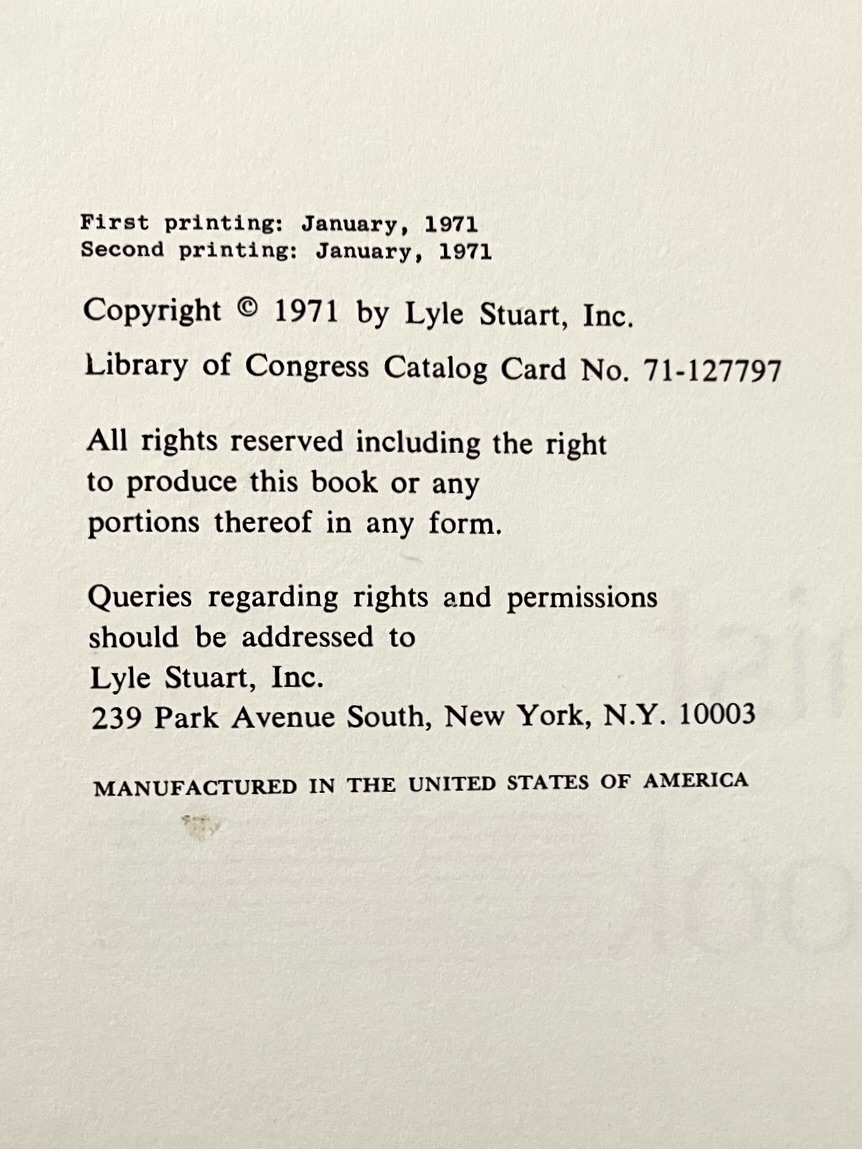 First printing: January, 1971
Second printing: January, 1971
Copyright © 1971 by Lyle Stuart, Inc.
Library of Congress Catalog Card No. 71-127797
All rights reserved including the right
to produce this book or any
portions thereof in any form.
Queries regarding rights and permissions
should be addressed to
Lyle Stuart, Inc.
239 Park Avenue South, New York, N.Y. 10003
MANUFACTURED IN THE UNITED STATES OF AMERICA